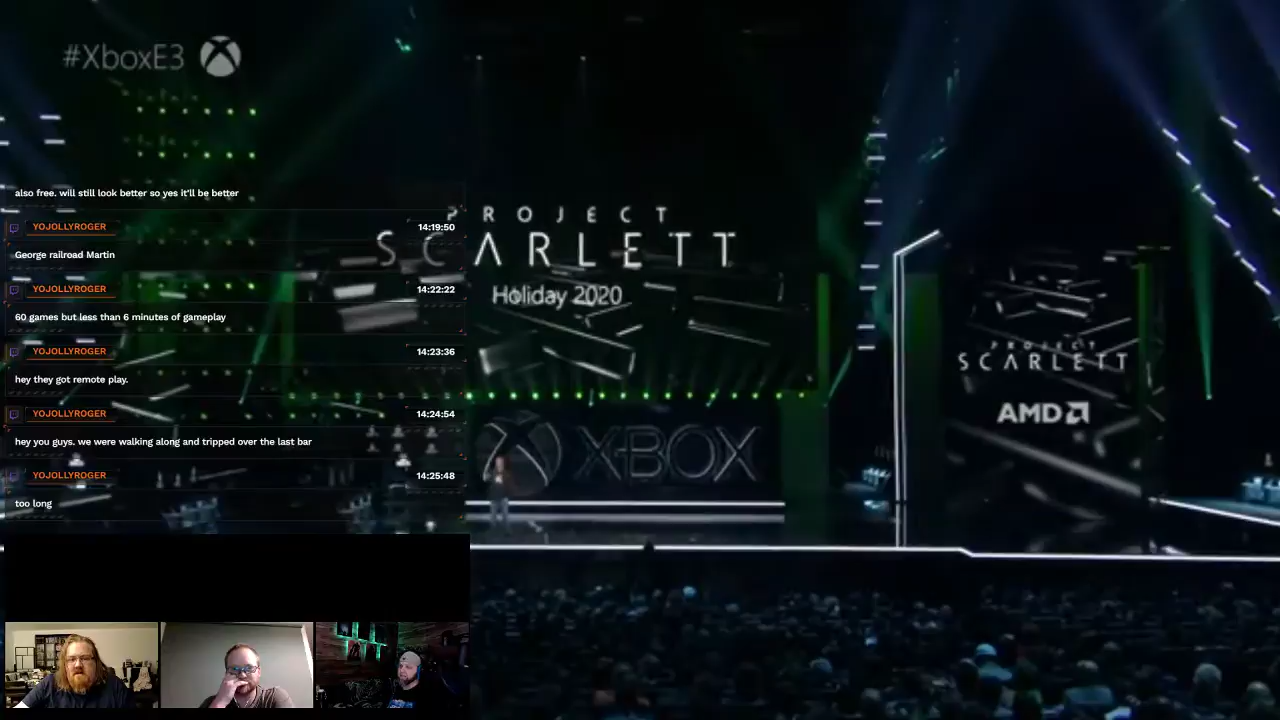 #XboxE3
also free. will still look better so yes it'll be better
YOJOLLYROGER 14:19:50
George railroad Martin
YOJOLLYROGER 14:22:22
60 games but less than 6 minutes of gameplay
YOJOLLYROGER 14:23:36
hey they got remote play.
YOJOLLYROGER 14:24:54
hey you guys. we were walking along and tripped over the last bar
YOJOLLYROGER 14:25:48
too long
PROJECT
SCARLETT
Holiday 2020
XBOX
PROJECT
SCARLETT
AMD